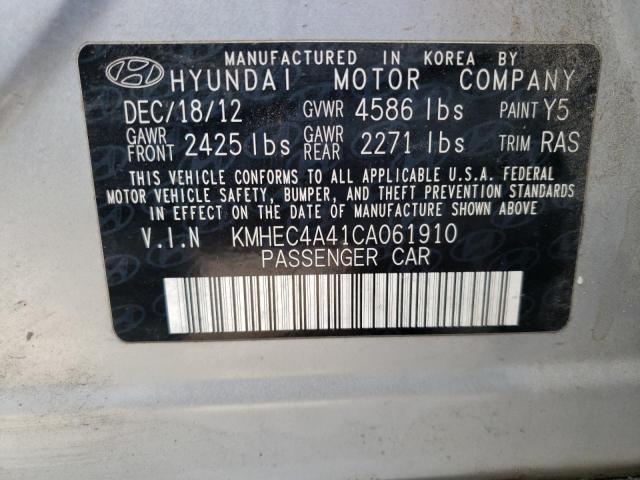 MANUFACTURED IN KOREA BY
HYUNDAI MOTOR COMPANY
DEC/18/12 GVWR 4586 lbs PAINT Y5
GAWR FRONT 2425 lbs GAWR REAR 2271 lbs TRIM RAS
THIS VEHICLE CONFORMS TO ALL APPLICABLE U.S.A. FEDERAL
MOTOR VEHICLE SAFETY, BUMPER, AND THEFT PREVENTION STANDARDS
IN EFFECT ON THE DATE OF MANUFACTURE SHOWN ABOVE
V.I.N KMHEC4A41CA061910
PASSENGER CAR